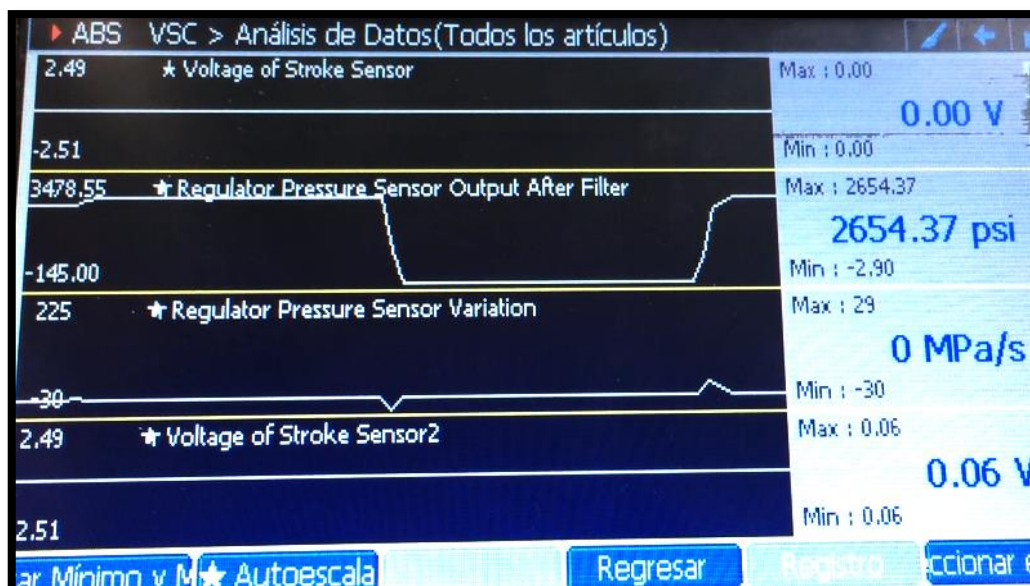 ABS VSC > Análisis de Datos(Todos los artículos)
2.49 ★ Voltage of Stroke Sensor
Max : 0.00
0.00 V
-2.51
Min : 0.00
3478.55 ★ Regulator Pressure Sensor Output After Filter
Max : 2654.37
2654.37 psi
-145.00
Min : -2.90
225 ★ Regulator Pressure Sensor Variation
Max : 29
0 MPa/s
-30
Min : -30
2.49 ★ Voltage of Stroke Sensor2
Max : 0.06
0.06 V
2.51
Min : 0.06
ar Mínimo y M ★ Autoescala Regresar Registro eccionar